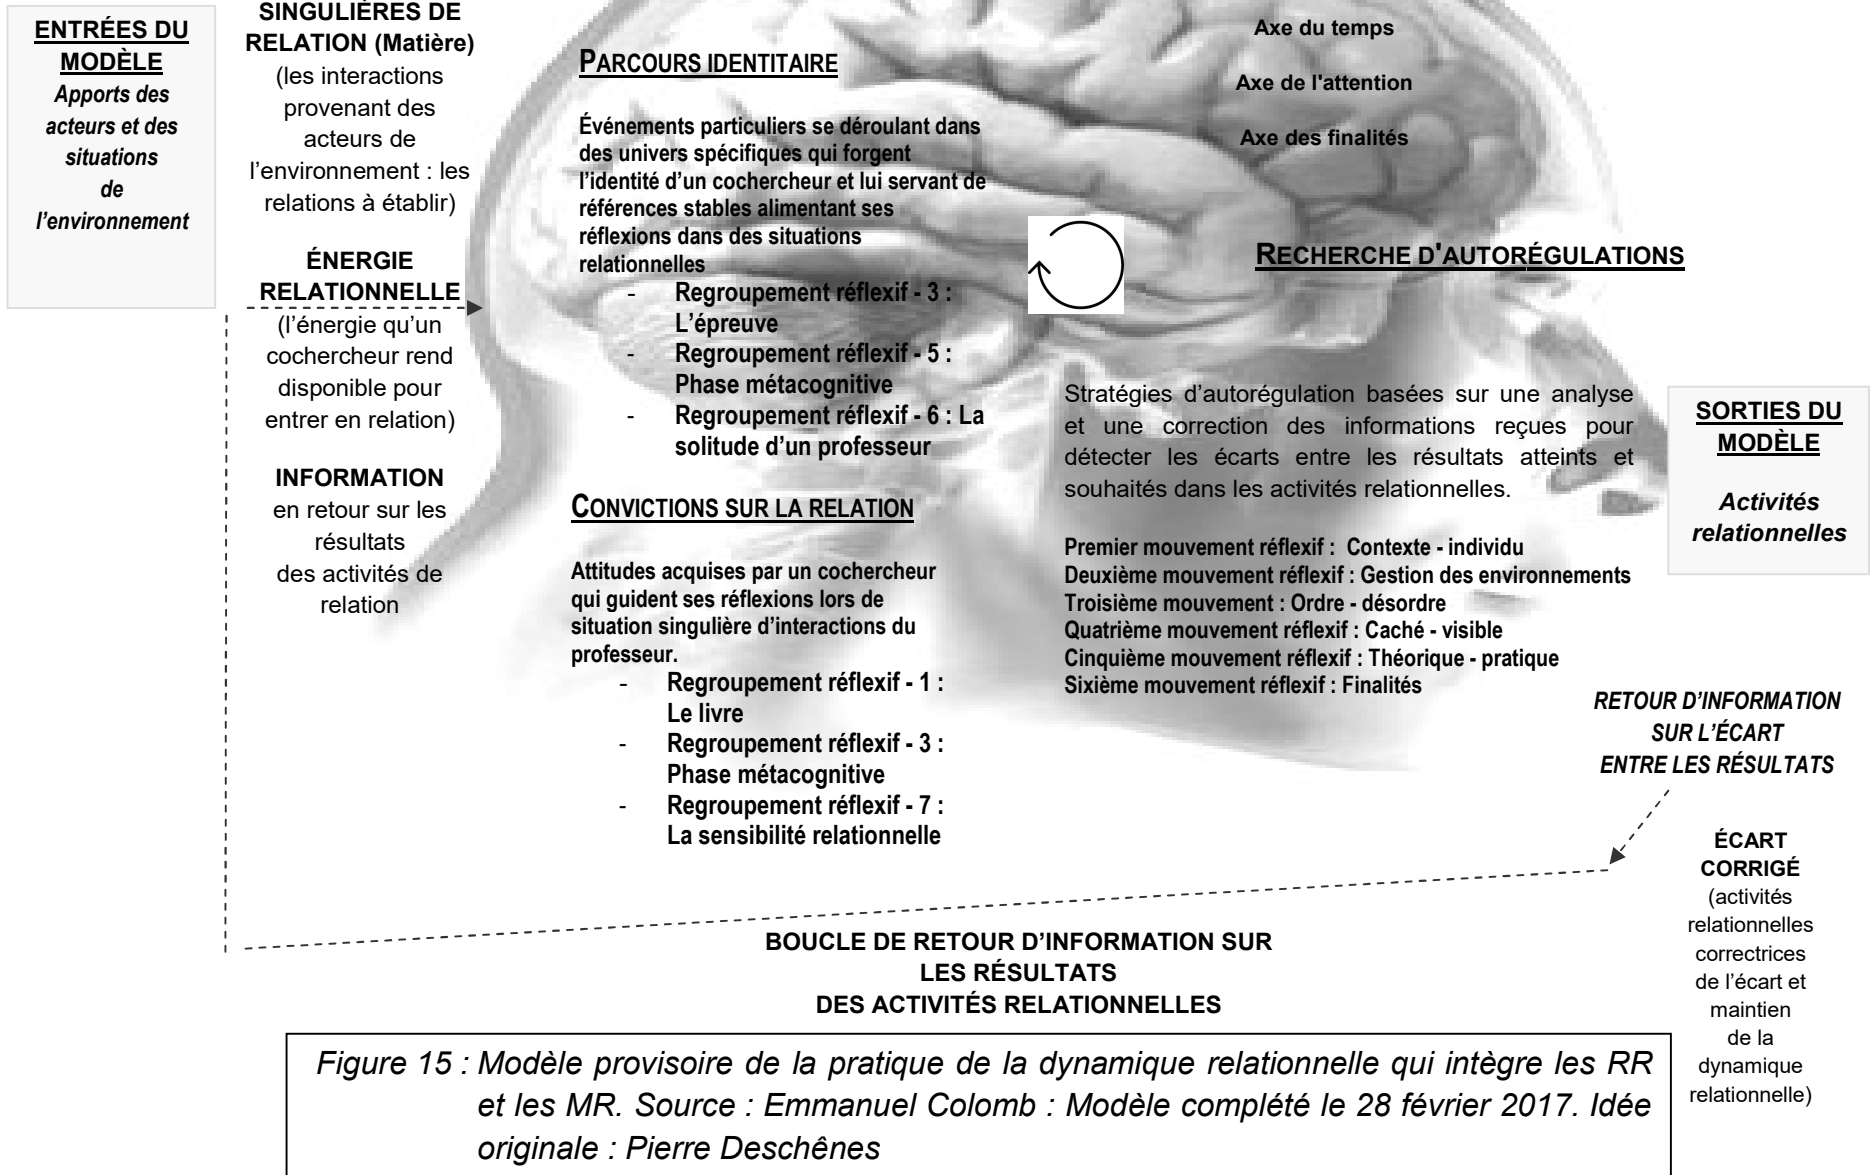 ENTRÉES DU
MODÈLE
Apports des
acteurs et des
situations
de
l’environnement
SINGULIÈRES DE
RELATION (Matière)
(les interactions
provenant des
acteurs de
l’environnement : les
relations à établir)
ÉNERGIE
RELATIONNELLE
(l’énergie qu’un
cochercheur rend
disponible pour
entrer en relation)
INFORMATION
en retour sur les
résultats
des activités de
relation
PARCOURS IDENTITAIRE
Événements particuliers se déroulant dans
des univers spécifiques qui forgent
l’identité d’un cochercheur et lui servant de
références stables alimentant ses
réflexions dans des situations
relationnelles
- Regroupement réflexif - 3 :
L’épreuve
- Regroupement réflexif - 5 :
Phase métacognitive
- Regroupement réflexif - 6 : La
solitude d’un professeur
CONVICTIONS SUR LA RELATION
Attitudes acquises par un cochercheur
qui guident ses réflexions lors de
situation singulière d’interactions du
professeur.
- Regroupement réflexif - 1 :
Le livre
- Regroupement réflexif - 3 :
Phase métacognitive
- Regroupement réflexif - 7 :
La sensibilité relationnelle
Axe du temps
Axe de l'attention
Axe des finalités
RECHERCHE D'AUTORÉGULATIONS
Stratégies d’autorégulation basées sur une analyse
et une correction des informations reçues pour
détecter les écarts entre les résultats atteints et
souhaités dans les activités relationnelles.
Premier mouvement réflexif : Contexte - individu
Deuxième mouvement réflexif : Gestion des environnements
Troisième mouvement : Ordre - désordre
Quatrième mouvement réflexif : Caché - visible
Cinquième mouvement réflexif : Théorique - pratique
Sixième mouvement réflexif : Finalités
SORTIES DU
MODÈLE
Activités
relationnelles
RETOUR D’INFORMATION
SUR L’ÉCART
ENTRE LES RÉSULTATS
ÉCART
CORRIGÉ
(activités
relationnelles
correctrices
de l’écart et
maintien
de la
dynamique
relationnelle)
BOUCLE DE RETOUR D’INFORMATION SUR
LES RÉSULTATS
DES ACTIVITÉS RELATIONNELLES
Figure 15 : Modèle provisoire de la pratique de la dynamique relationnelle qui intègre les RR
et les MR. Source : Emmanuel Colomb : Modèle complété le 28 février 2017. Idée
originale : Pierre Deschênes